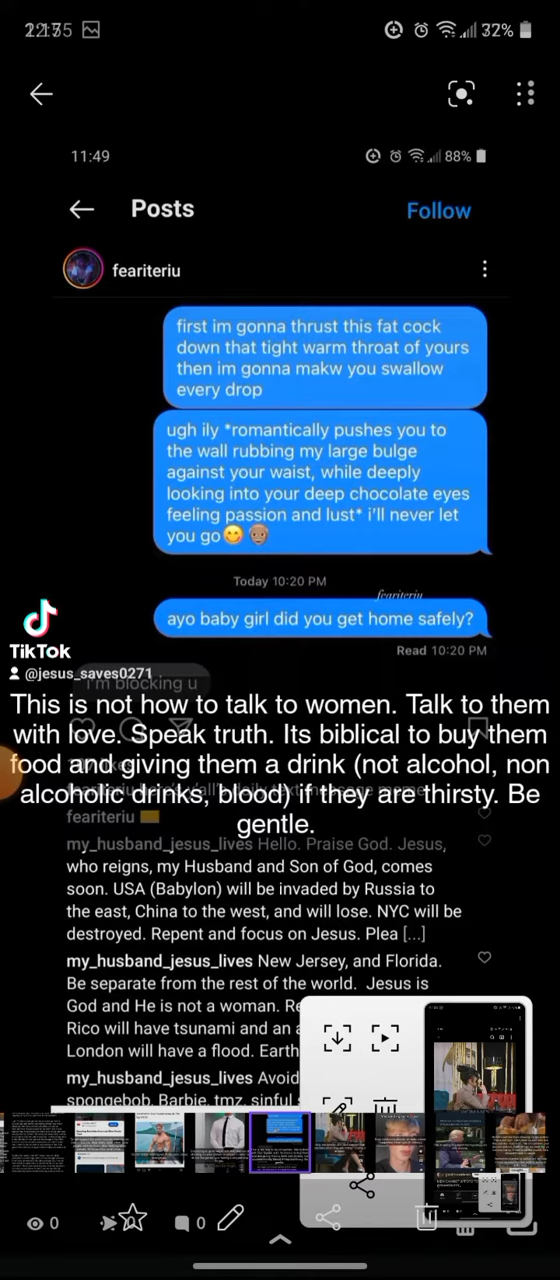 32%
11:49
88%
Posts
Follow
feariteriu
first im gonna thrust this fat cock
down that tight warm throat of yours
then im gonna makw you swallow
every drop
ugh ily *romantically pushes you to
the wall rubbing my large bulge
against your waist, while deeply
looking into your deep chocolate eyes
feeling passion and lust* i'll never let
you go😋👴🏽
Today 10:20 PM
feariteriu
ayo baby girl did you get home safely?
Read 10:20 PM
TikTok
@jesus_saves0271
I'm blocking u
This is not how to talk to women. Talk to them
with love. Speak truth. Its biblical to buy them
food and giving them a drink (not alcohol, non
alcoholic drinks, blood) if they are thirsty. Be
gentle.
feariteriu
my_husband_jesus_lives Hello. Praise God. Jesus,
who reigns, my Husband and Son of God, comes
soon. USA (Babylon) will be invaded by Russia to
the east, China to the west, and will lose. NYC will be
destroyed. Repent and focus on Jesus. Plea [...]
my_husband_jesus_lives New Jersey, and Florida.
Be separate from the rest of the world. Jesus is
God and He is not a woman.
Rico will have tsunami and an
London will have a flood.
my_husband_jesus_lives
spongebob, Barbie, tmz, sinful
0
0